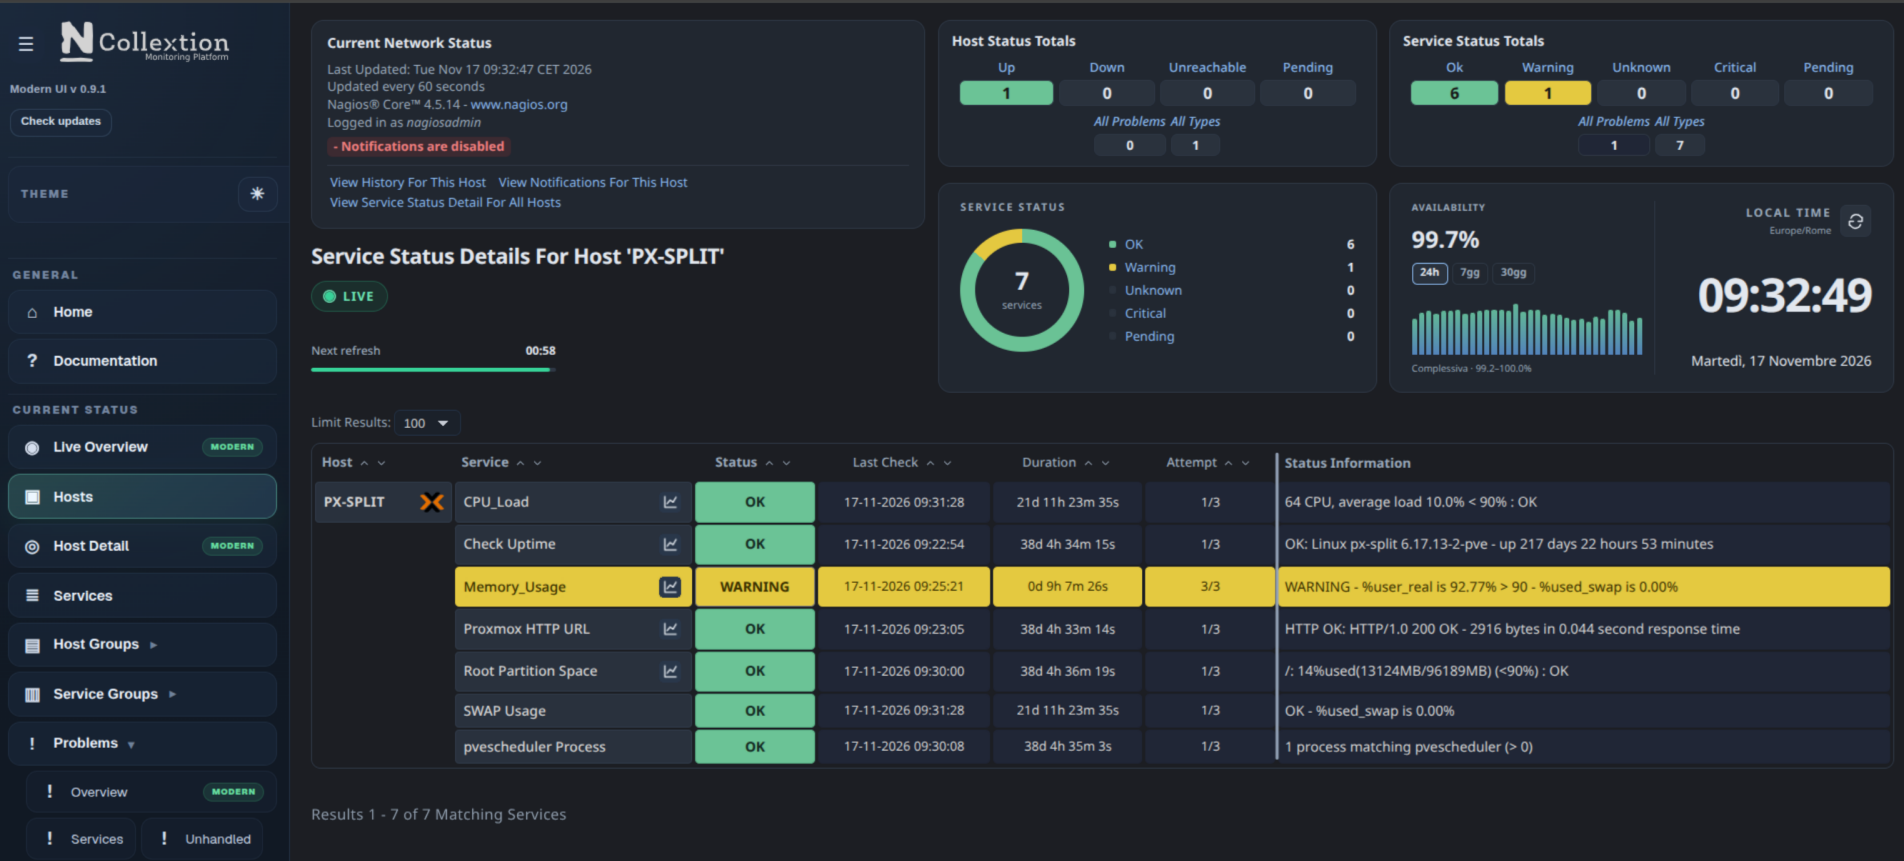 ☰ N Collextion
Monitoring Platform
Modern UI v 0.9.1
Check updates
THEME
GENERAL
Home
? Documentation
CURRENT STATUS
Live Overview MODERN
Hosts
Host Detail MODERN
Services
Host Groups
Service Groups
! Problems
! Overview MODERN
! Services ! Unhandled
Current Network Status
Last Updated: Tue Nov 17 09:32:47 CET 2026
Updated every 60 seconds
Nagios® Core™ 4.5.14 - www.nagios.org
Logged in as nagiosadmin
- Notifications are disabled
View History For This Host View Notifications For This Host
View Service Status Detail For All Hosts
Host Status Totals
Up Down Unreachable Pending
1 0 0 0
All Problems All Types
0 1
Service Status Totals
Ok Warning Unknown Critical Pending
6 1 0 0 0
All Problems All Types
1 7
Service Status Details For Host 'PX-SPLIT'
LIVE
Next refresh 00:58
SERVICE STATUS
7
services
OK 6
Warning 1
Unknown 0
Critical 0
Pending 0
AVAILABILITY
99.7%
24h 7gg 30gg
Complessiva · 99.2–100.0%
LOCAL TIME
Europe/Rome
09:32:49
Martedì, 17 Novembre 2026
Limit Results: 100
Host Service Status Last Check Duration Attempt Status Information
PX-SPLIT CPU_Load OK 17-11-2026 09:31:28 21d 11h 23m 35s 1/3 64 CPU, average load 10.0% < 90% : OK
Check Uptime OK 17-11-2026 09:22:54 38d 4h 34m 15s 1/3 OK: Linux px-split 6.17.13-2-pve - up 217 days 22 hours 53 minutes
Memory_Usage WARNING 17-11-2026 09:25:21 0d 9h 7m 26s 3/3 WARNING - %user_real is 92.77% > 90 - %used_swap is 0.00%
Proxmox HTTP URL OK 17-11-2026 09:23:05 38d 4h 33m 14s 1/3 HTTP OK: HTTP/1.0 200 OK - 2916 bytes in 0.044 second response time
Root Partition Space OK 17-11-2026 09:30:00 38d 4h 36m 19s 1/3 /: 14%used(13124MB/96189MB) (<90%) : OK
SWAP Usage OK 17-11-2026 09:31:28 21d 11h 23m 35s 1/3 OK - %used_swap is 0.00%
pvescheduler Process OK 17-11-2026 09:30:08 38d 4h 35m 3s 1/3 1 process matching pvescheduler (> 0)
Results 1 - 7 of 7 Matching Services